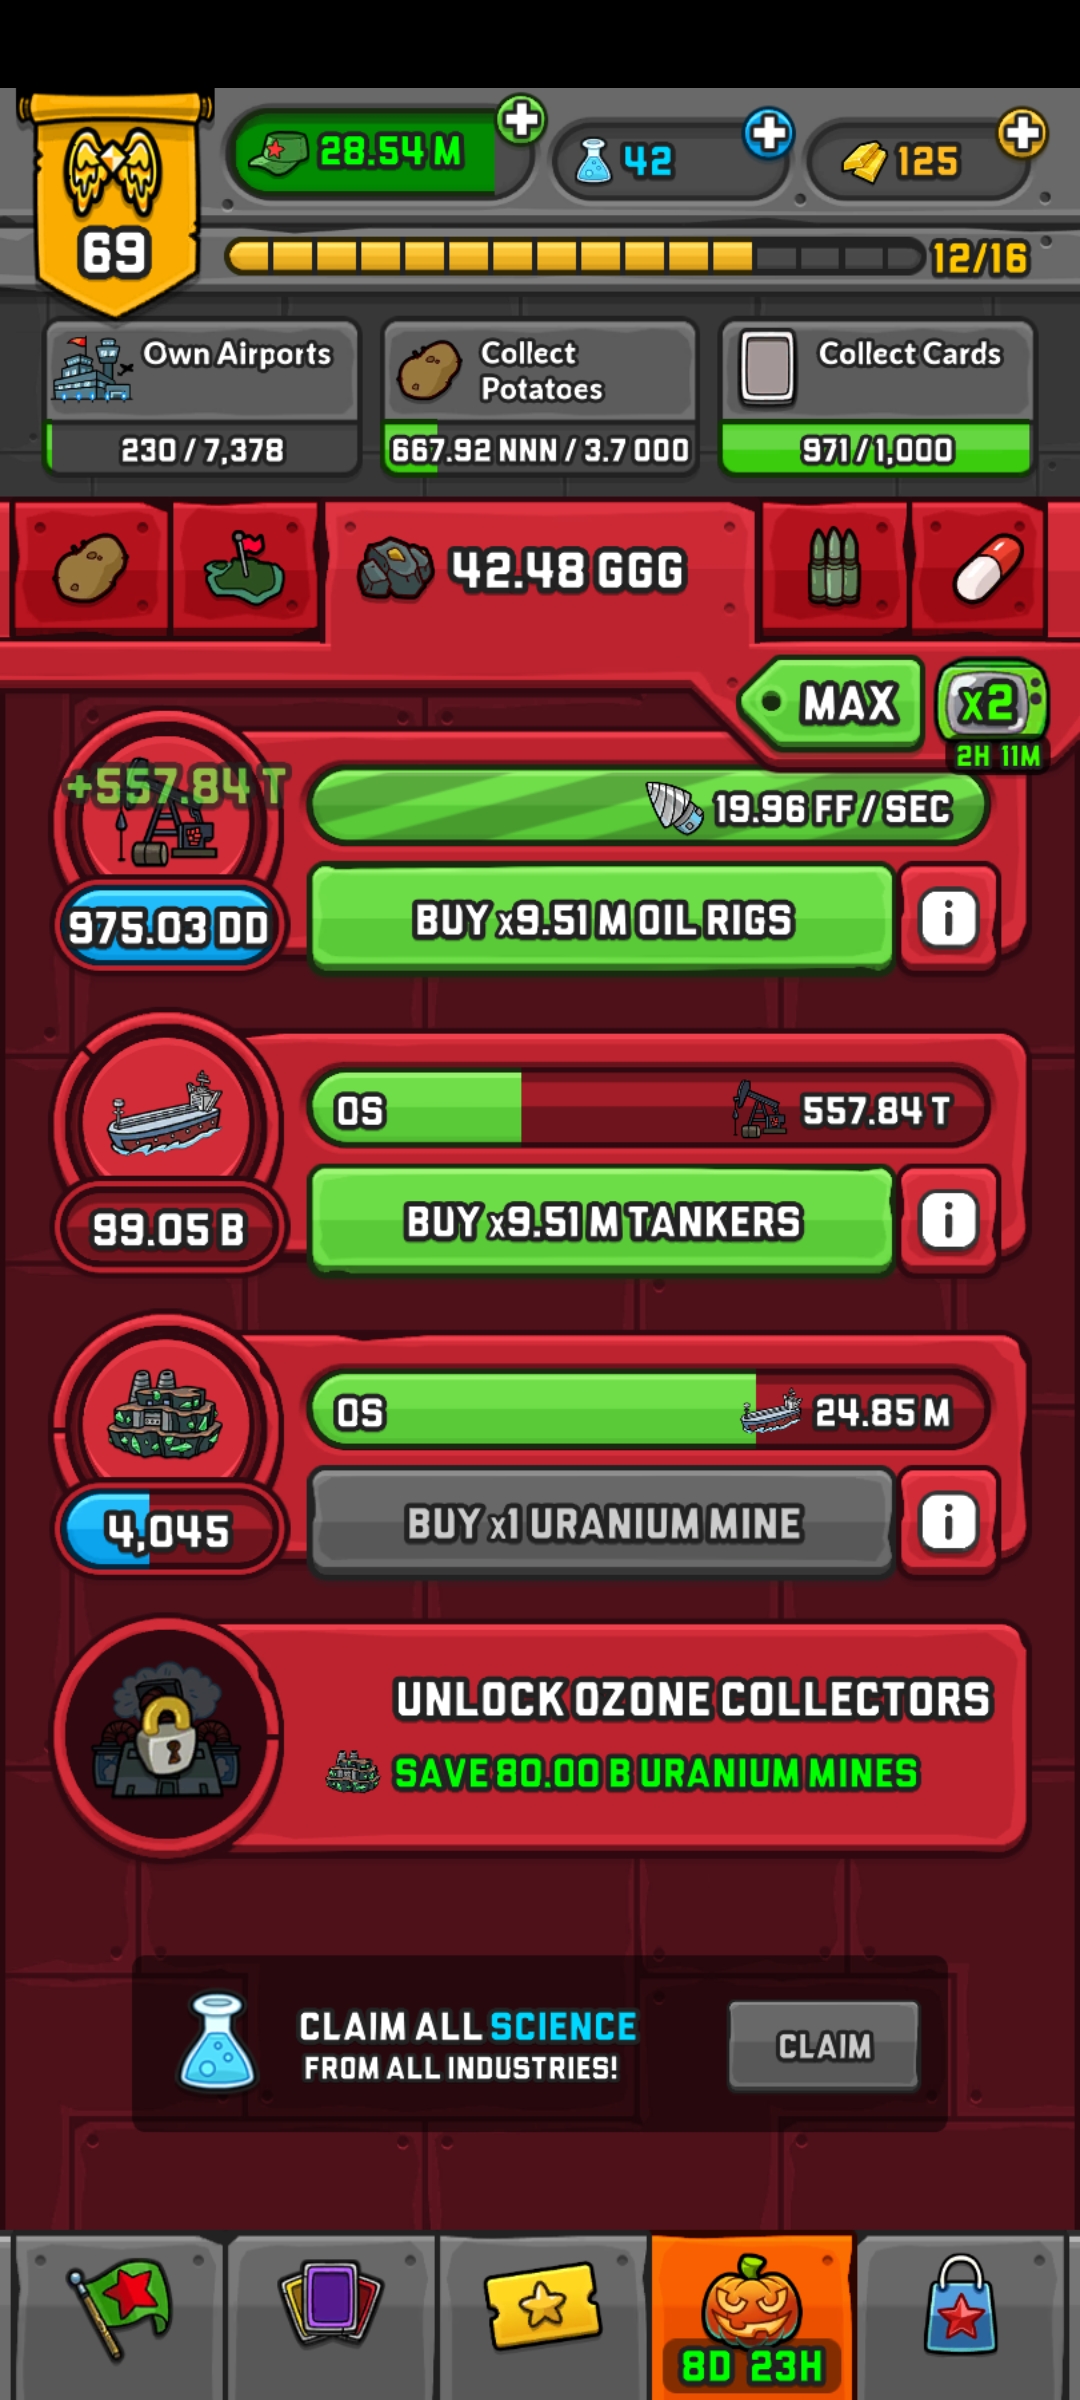 69
28.54 M
42
125
12/16
Own Airports
230 / 7,378
Collect
Potatoes
667.92 NNN / 3.7 OOO
Collect Cards
971 / 1,000
42.48 GGG
MAX
x2
2H 11M
+557.84 T
19.96 FF / SEC
975.03 DD
BUY x9.51 M OIL RIGS
i
0S
557.84 T
99.05 B
BUY x9.51 M TANKERS
i
0S
24.85 M
4,045
BUY x1 URANIUM MINE
i
UNLOCK OZONE COLLECTORS
SAVE 80.00 B URANIUM MINES
CLAIM ALL SCIENCE
FROM ALL INDUSTRIES!
CLAIM
8D 23H